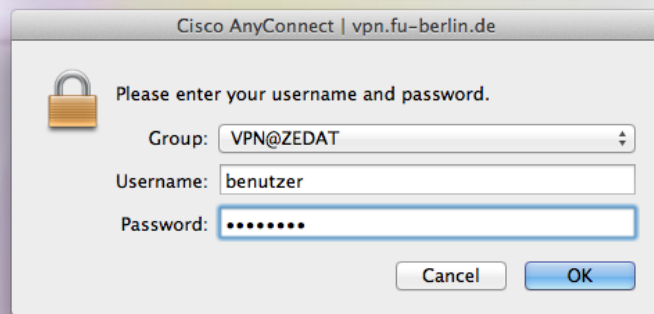 Cisco AnyConnect | vpn.fu-berlin.de
Please enter your username and password.
Group: VPN@ZEDAT
Username: benutzer
Password: ••••••••
Cancel OK